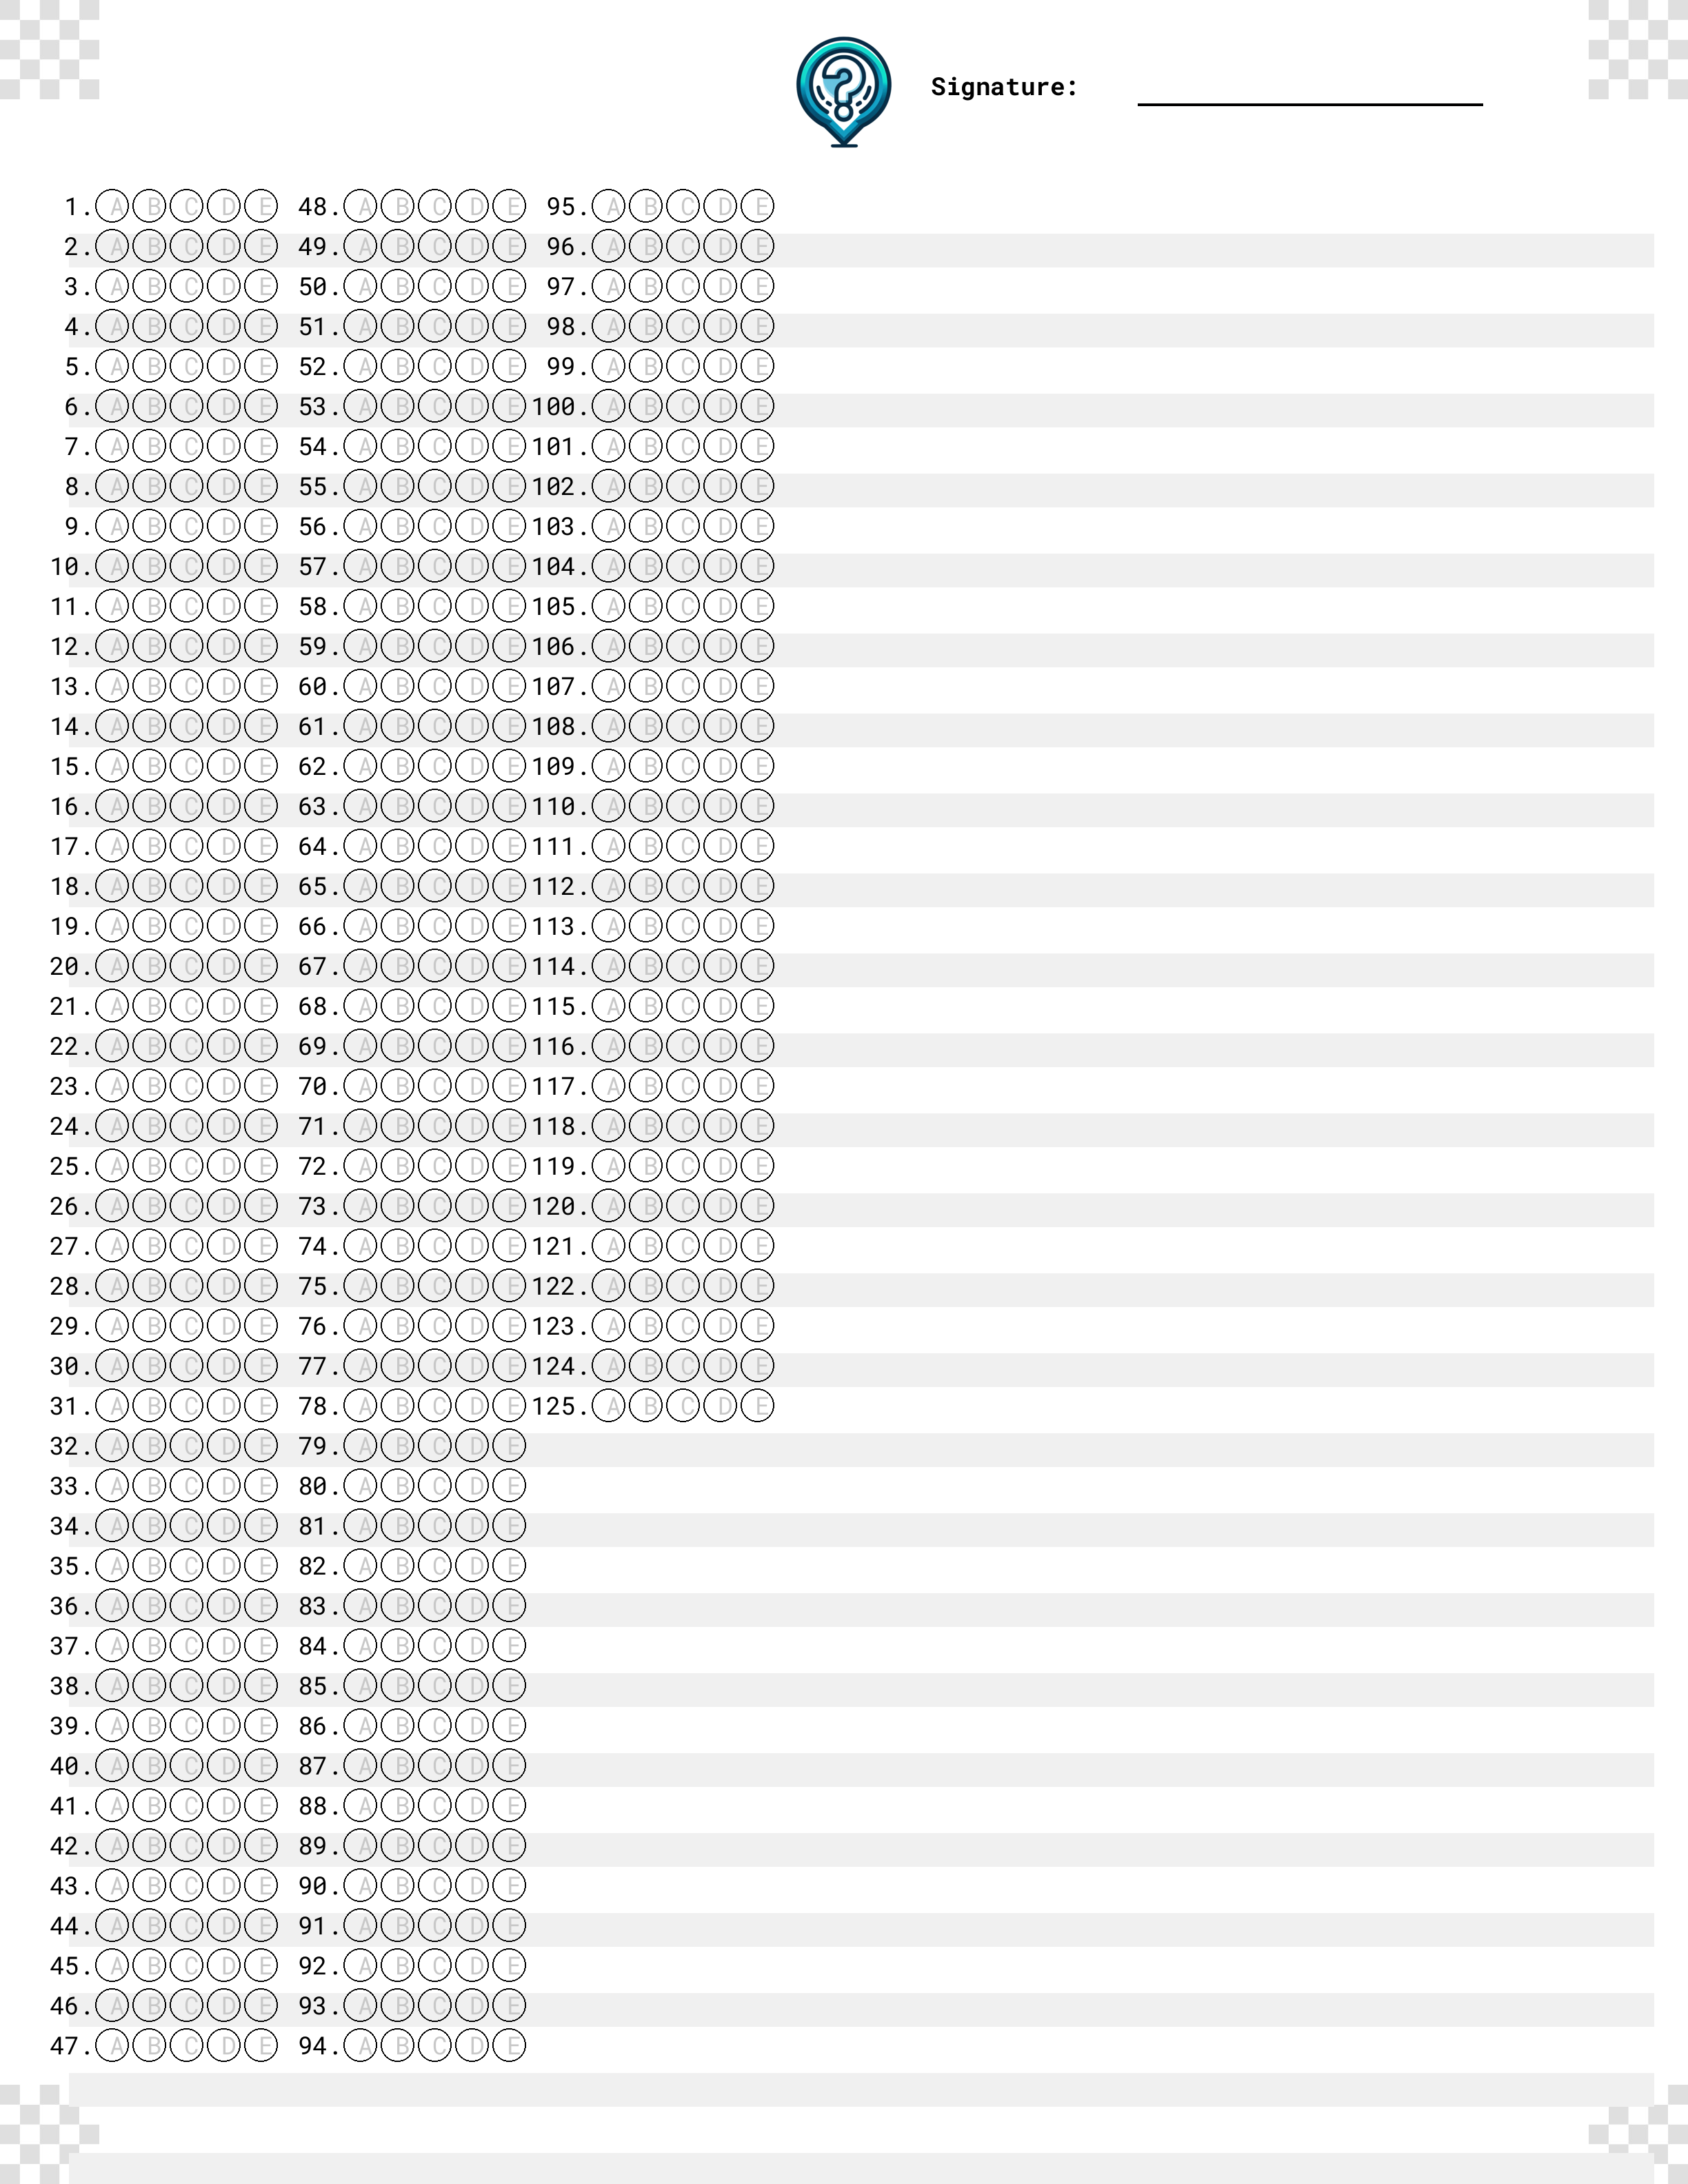 ?
Signature:
1. A B C D E 48. A B C D E 95. A B C D E
2. A B C D E 49. A B C D E 96. A B C D E
3. A B C D E 50. A B C D E 97. A B C D E
4. A B C D E 51. A B C D E 98. A B C D E
5. A B C D E 52. A B C D E 99. A B C D E
6. A B C D E 53. A B C D E 100. A B C D E
7. A B C D E 54. A B C D E 101. A B C D E
8. A B C D E 55. A B C D E 102. A B C D E
9. A B C D E 56. A B C D E 103. A B C D E
10. A B C D E 57. A B C D E 104. A B C D E
11. A B C D E 58. A B C D E 105. A B C D E
12. A B C D E 59. A B C D E 106. A B C D E
13. A B C D E 60. A B C D E 107. A B C D E
14. A B C D E 61. A B C D E 108. A B C D E
15. A B C D E 62. A B C D E 109. A B C D E
16. A B C D E 63. A B C D E 110. A B C D E
17. A B C D E 64. A B C D E 111. A B C D E
18. A B C D E 65. A B C D E 112. A B C D E
19. A B C D E 66. A B C D E 113. A B C D E
20. A B C D E 67. A B C D E 114. A B C D E
21. A B C D E 68. A B C D E 115. A B C D E
22. A B C D E 69. A B C D E 116. A B C D E
23. A B C D E 70. A B C D E 117. A B C D E
24. A B C D E 71. A B C D E 118. A B C D E
25. A B C D E 72. A B C D E 119. A B C D E
26. A B C D E 73. A B C D E 120. A B C D E
27. A B C D E 74. A B C D E 121. A B C D E
28. A B C D E 75. A B C D E 122. A B C D E
29. A B C D E 76. A B C D E 123. A B C D E
30. A B C D E 77. A B C D E 124. A B C D E
31. A B C D E 78. A B C D E 125. A B C D E
32. A B C D E 79. A B C D E
33. A B C D E 80. A B C D E
34. A B C D E 81. A B C D E
35. A B C D E 82. A B C D E
36. A B C D E 83. A B C D E
37. A B C D E 84. A B C D E
38. A B C D E 85. A B C D E
39. A B C D E 86. A B C D E
40. A B C D E 87. A B C D E
41. A B C D E 88. A B C D E
42. A B C D E 89. A B C D E
43. A B C D E 90. A B C D E
44. A B C D E 91. A B C D E
45. A B C D E 92. A B C D E
46. A B C D E 93. A B C D E
47. A B C D E 94. A B C D E